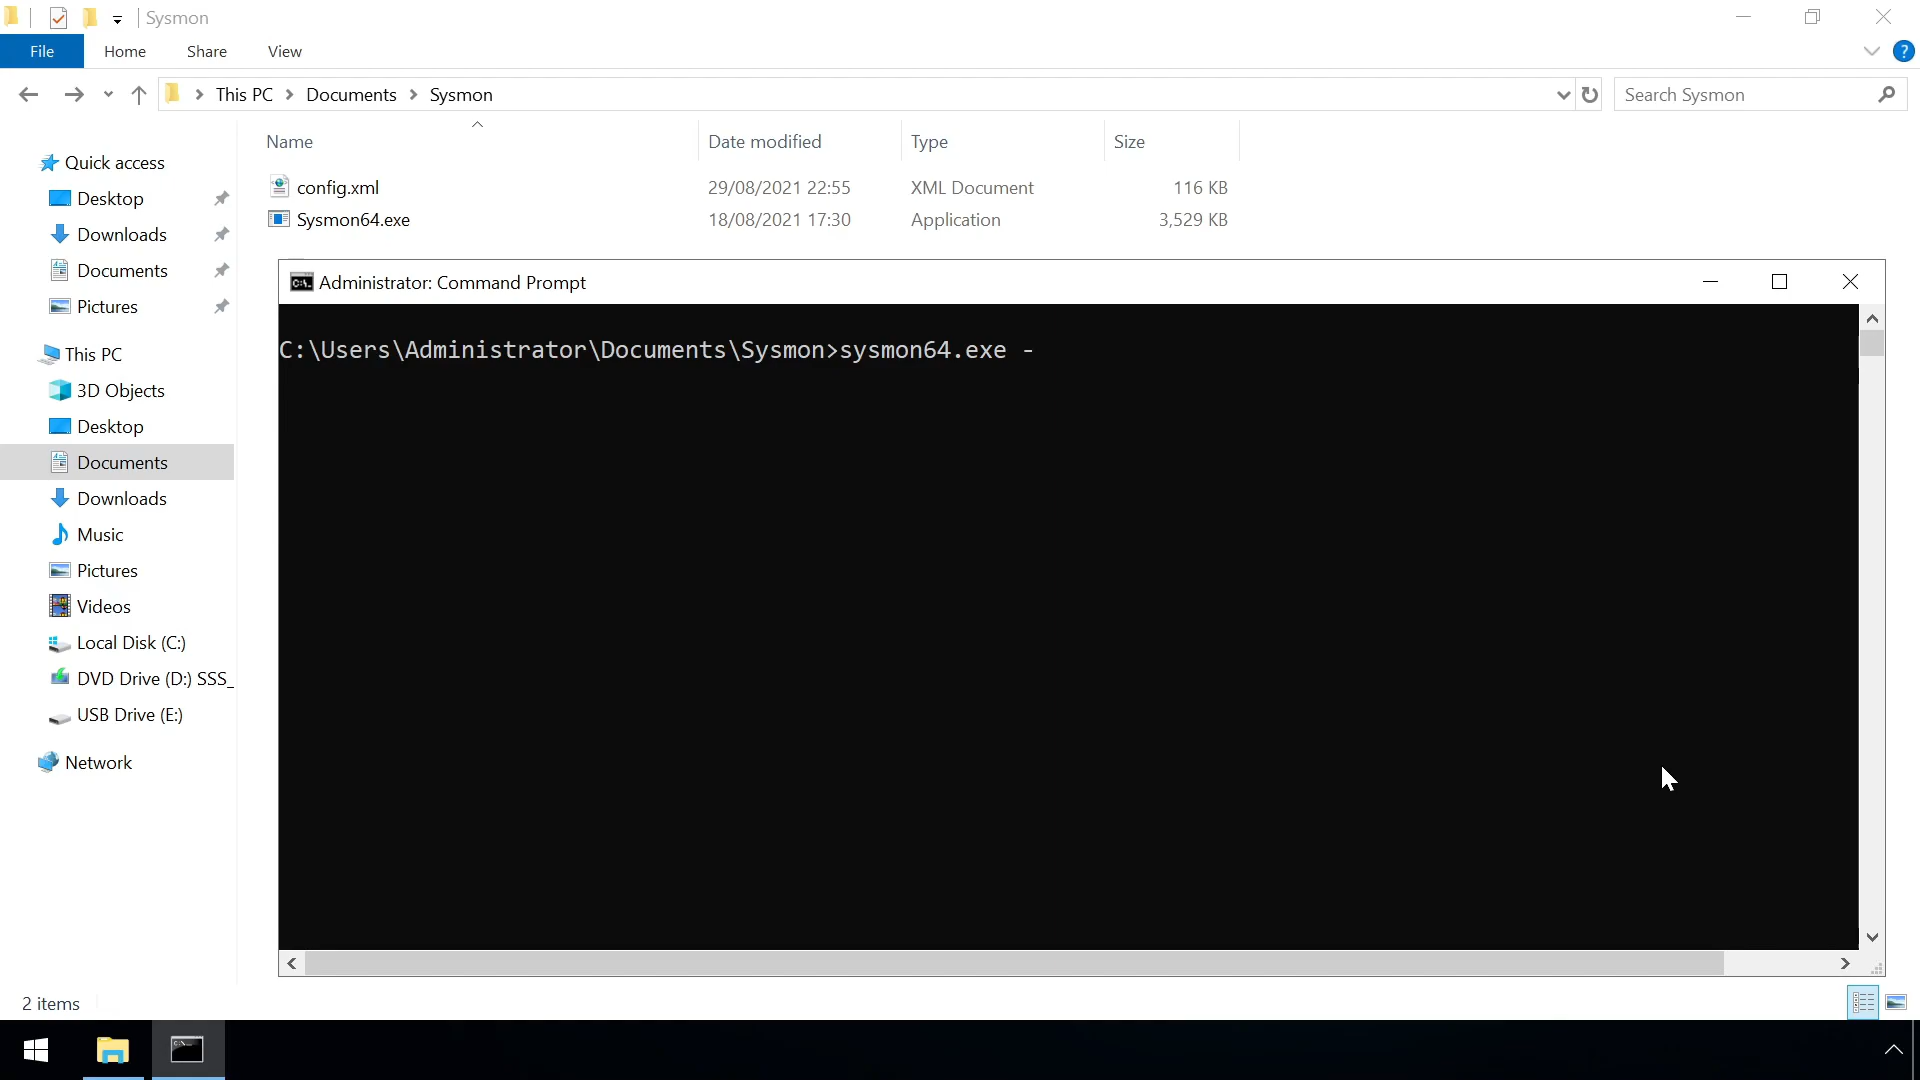 Sysmon
File Home Share View
This PC Documents Sysmon
Search Sysmon
Name Date modified Type Size
config.xml 29/08/2021 22:55 XML Document 116 KB
Sysmon64.exe 18/08/2021 17:30 Application 3,529 KB
Quick access
Desktop
Downloads
Documents
Pictures
This PC
3D Objects
Desktop
Documents
Downloads
Music
Pictures
Videos
Local Disk (C:)
DVD Drive (D:) SSS_
USB Drive (E:)
Network
Administrator: Command Prompt
C:\Users\Administrator\Documents\Sysmon>sysmon64.exe -
2 items